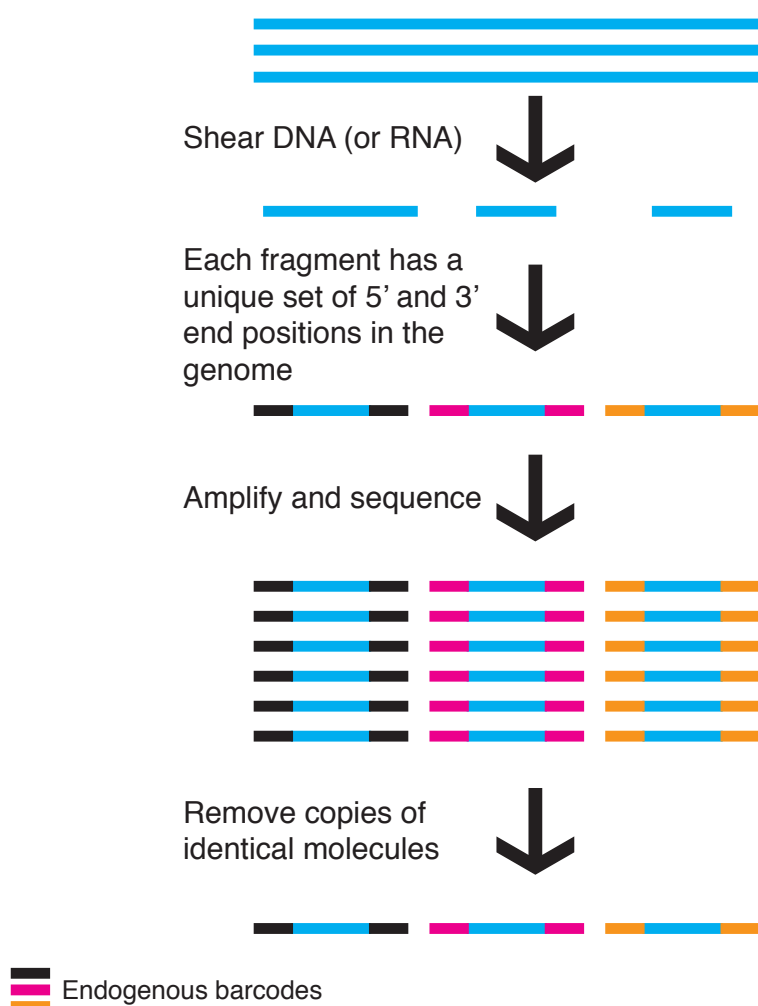 Shear DNA (or RNA)
Each fragment has a
unique set of 5’ and 3’
end positions in the
genome
Amplify and sequence
Remove copies of
identical molecules
Endogenous barcodes